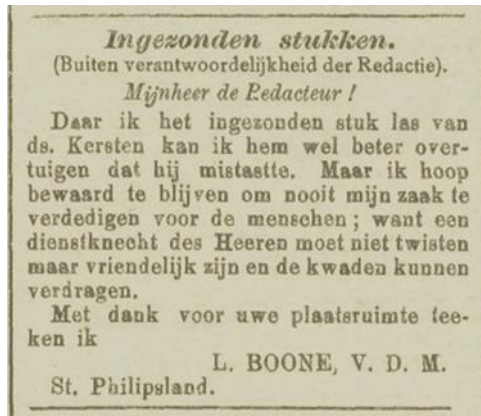 Ingezonden stukken.
(Buiten verantwoordelijkheid der Redactie).
Mijnheer de Redacteur!
Daar ik het ingezonden stuk las van
ds. Kersten kan ik hem wel beter over-
tuigen dat hij mistastte. Maar ik hoop
bewaard te blijven om nooit mijn zaak te
verdedigen voor de menschen; want een
dienstknecht des Heeren moet niet twisten
maar vriendelijk zijn en de kwaden kunnen
verdragen.
Met dank voor uwe plaatsruimte tee-
ken ik
L. BOONE, V. D. M.
St. Philipsland.